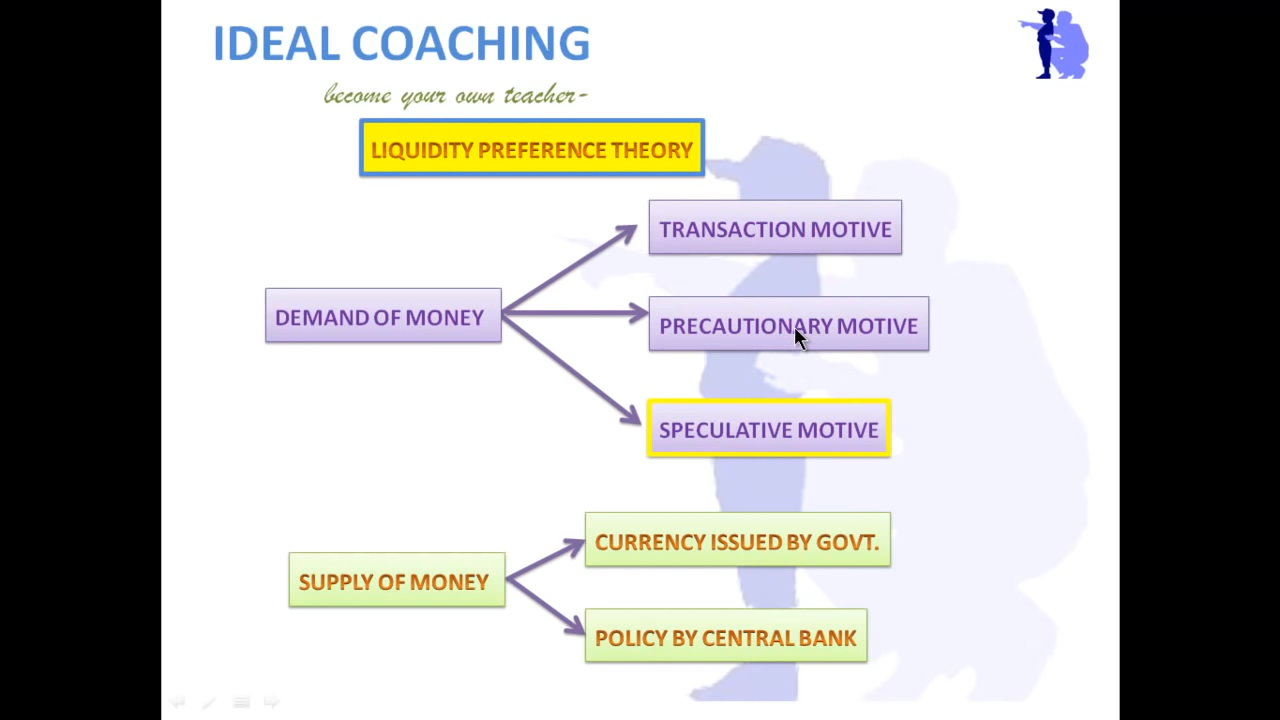 IDEAL COACHING
become your own teacher-
LIQUIDITY PREFERENCE THEORY
TRANSACTION MOTIVE
DEMAND OF MONEY
PRECAUTIONARY MOTIVE
SPECULATIVE MOTIVE
CURRENCY ISSUED BY GOVT.
SUPPLY OF MONEY
POLICY BY CENTRAL BANK